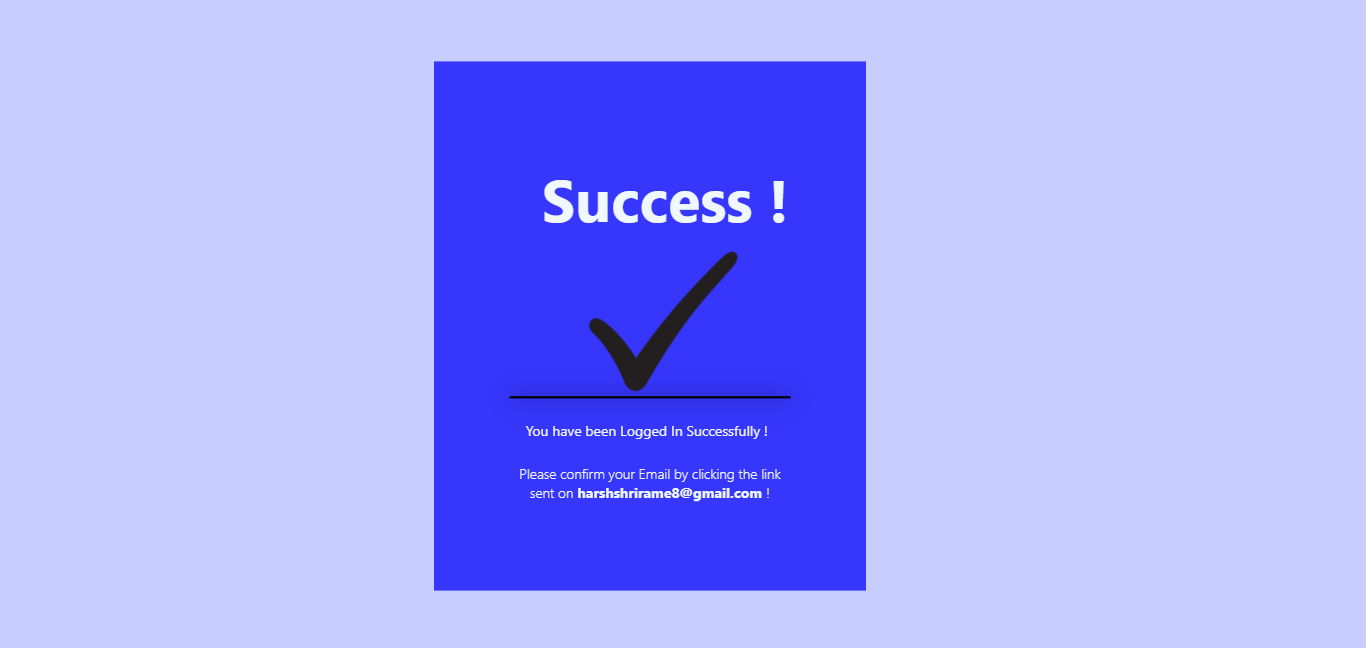 Success !
You have been Logged In Successfully !
Please confirm your Email by clicking the link
sent on harshshrirame8@gmail.com !